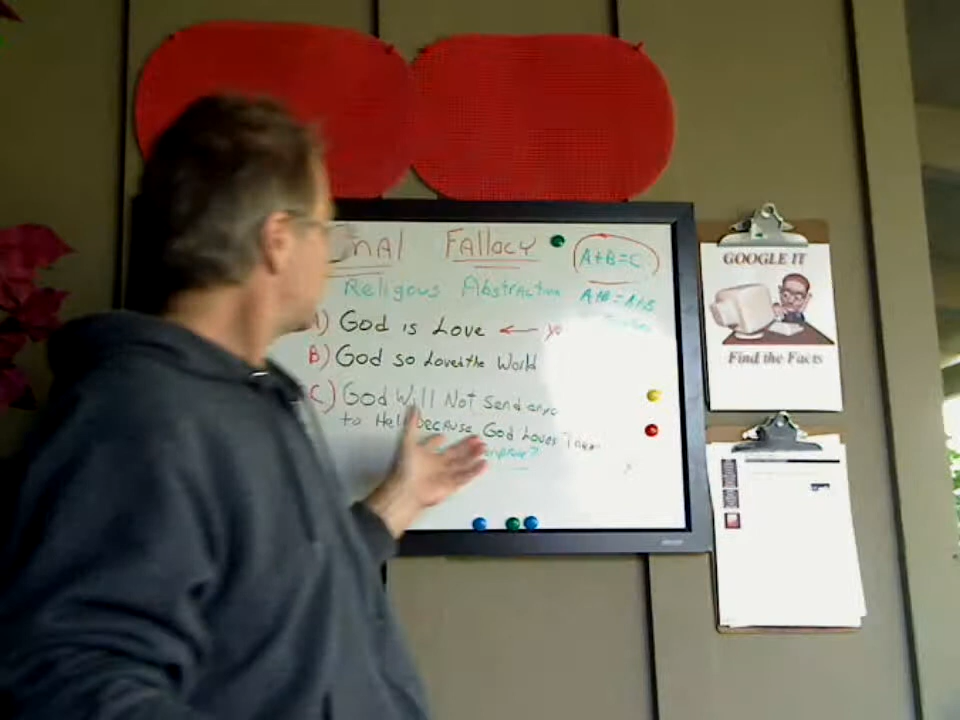 Fallacy
A+B=C
Religous Abstraction
A+B = A+B
A) God is Love ←
B) God so Loved the World
C) God Will Not Send
to Hell because God Loves Them
GOOGLE IT
Find the Facts